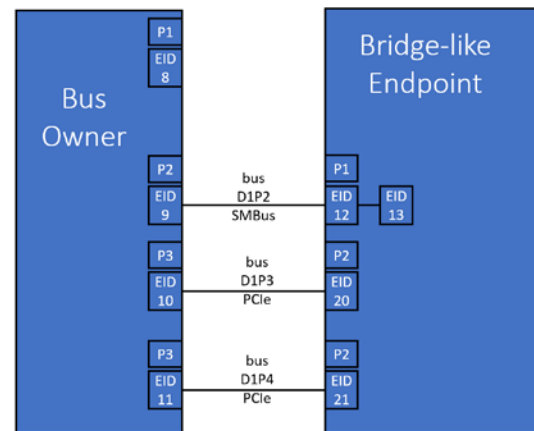 P1
EID
8
Bus
Owner
Bridge-like
Endpoint
P2
EID
9
bus
D1P2
SMBus
P1
EID
12
EID
13
P3
EID
10
bus
D1P3
PCIe
P2
EID
20
P3
EID
11
bus
D1P4
PCIe
P2
EID
21